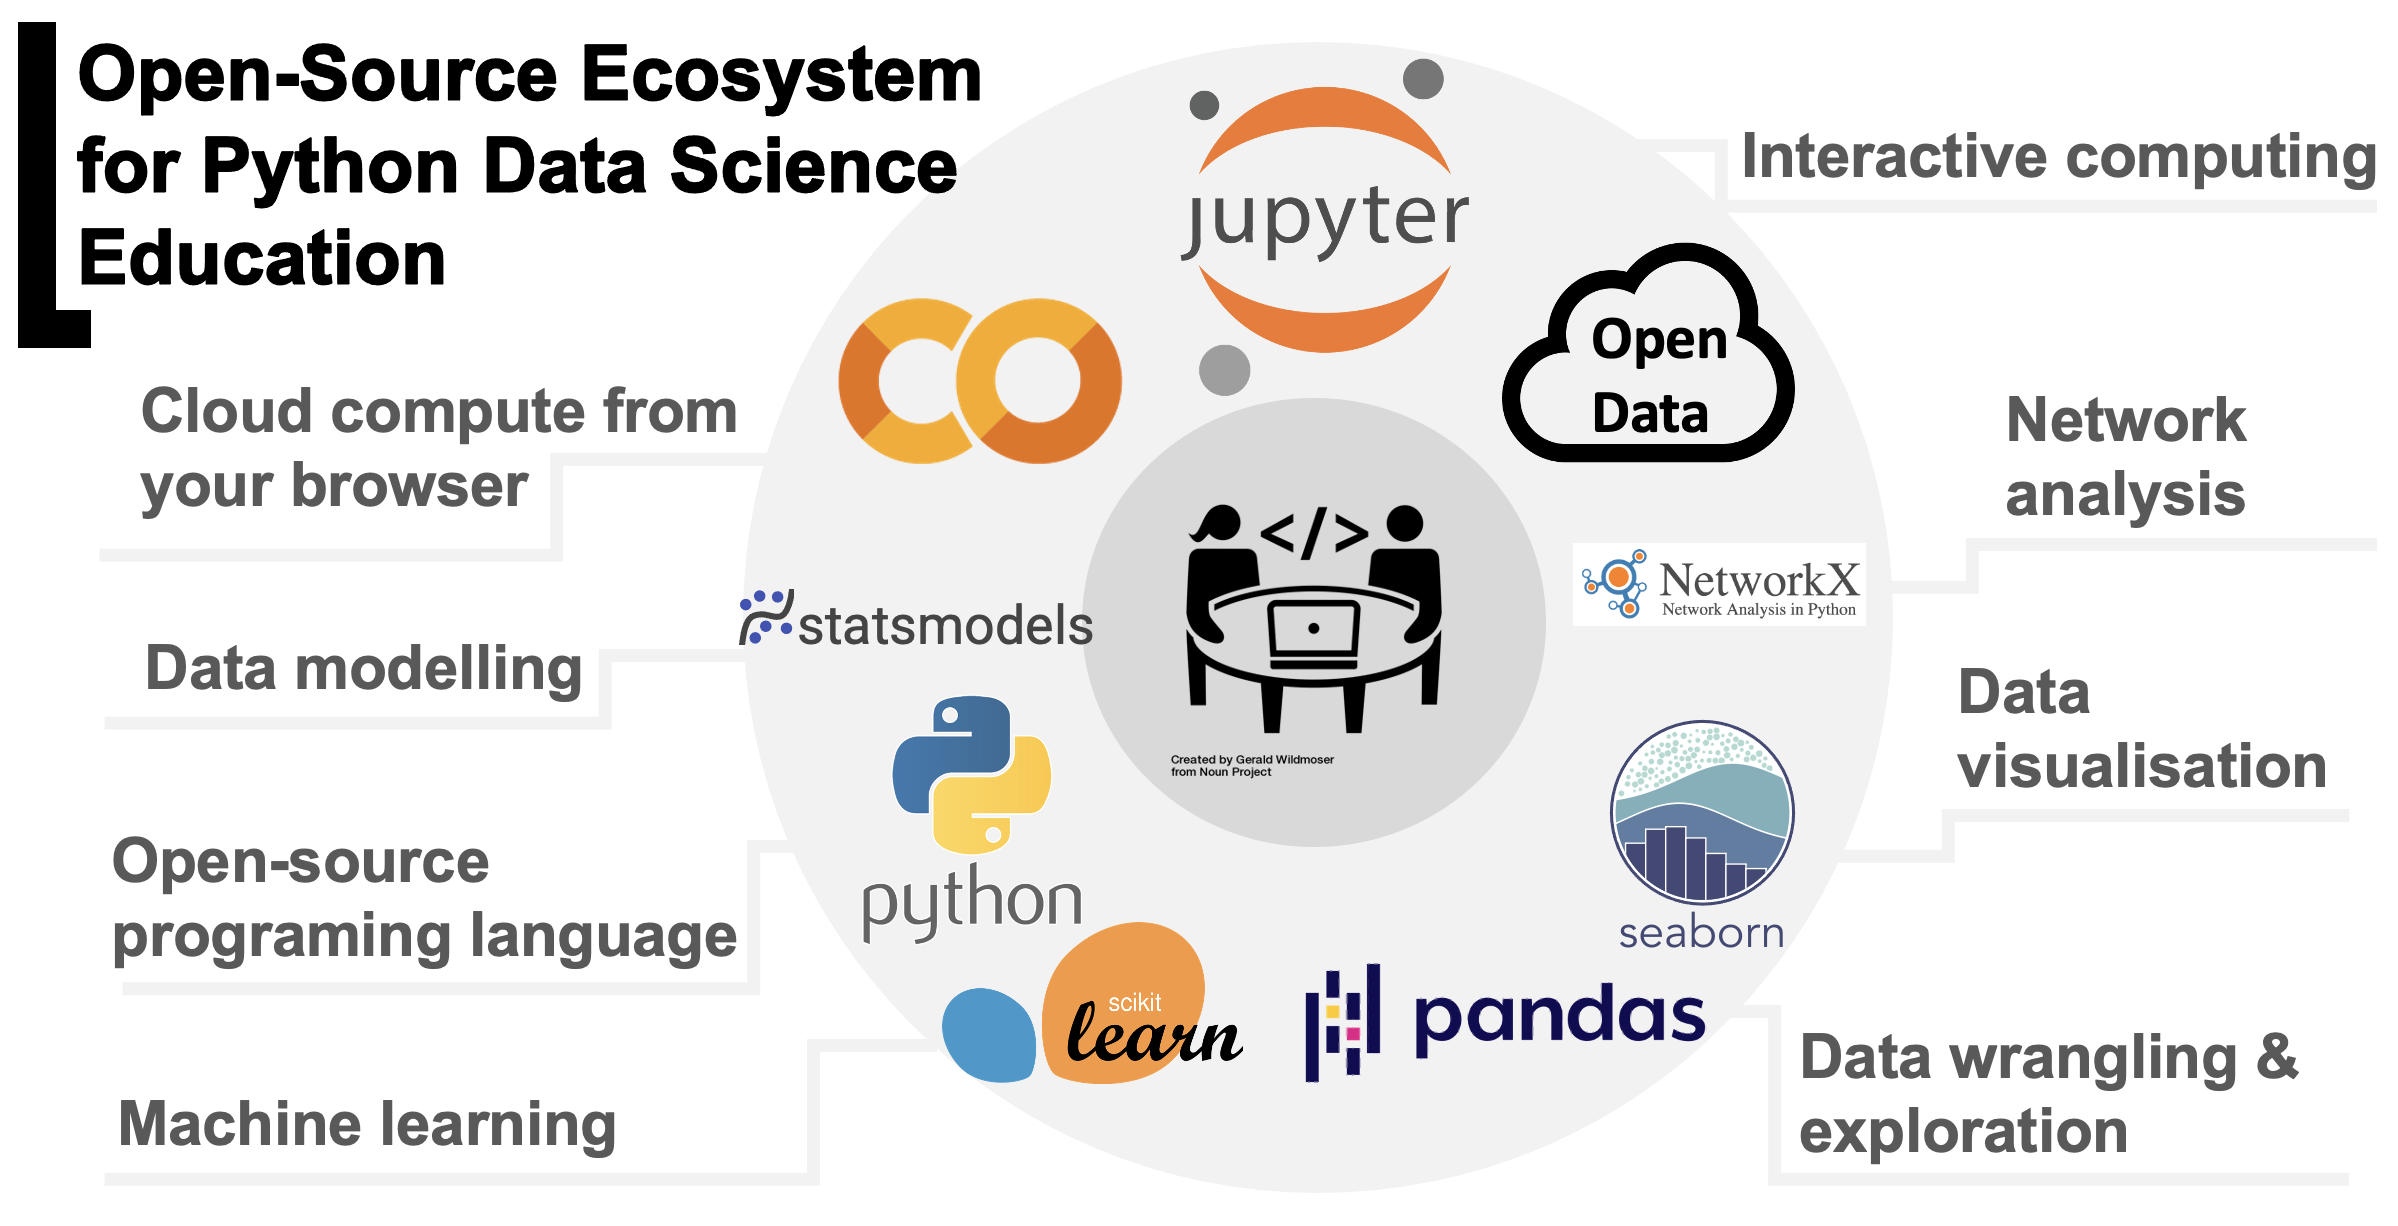 Open-Source Ecosystem
for Python Data Science
Education
jupyter
Interactive computing
Open
Data
CO
Cloud compute from
your browser
Network
analysis
</>
NetworkX
Network Analysis in Python
statsmodels
Data modelling
Data
visualisation
Created by Gerald Wildmoser
from Noun Project
python
Open-source
programing language
seaborn
scikit
learn
pandas
Machine learning
Data wrangling &
exploration